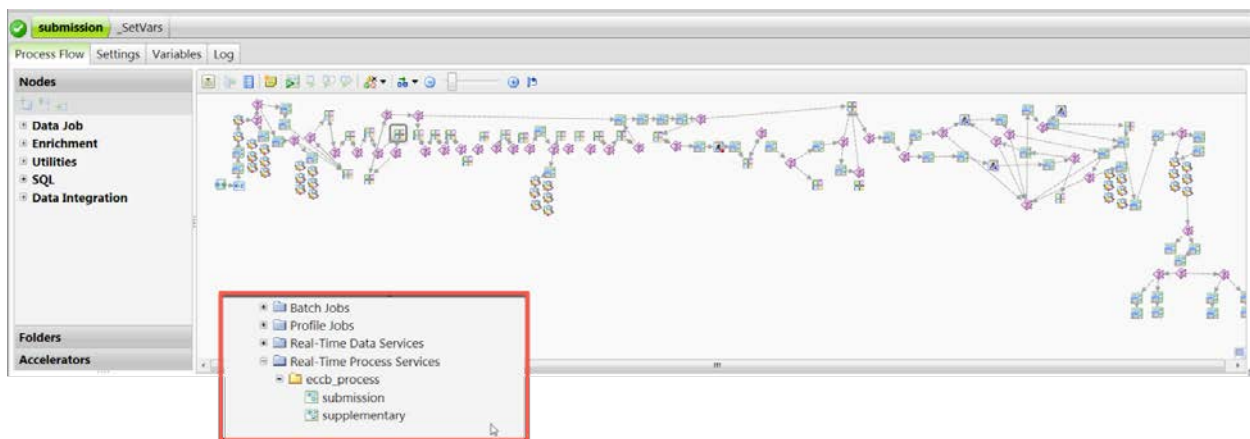 submission _SetVars
Process Flow Settings Variables Log
Nodes
Data Job
Enrichment
Utilities
SQL
Data Integration
Folders
Accelerators
Batch Jobs
Profile Jobs
Real-Time Data Services
Real-Time Process Services
eccb_process
submission
supplementary